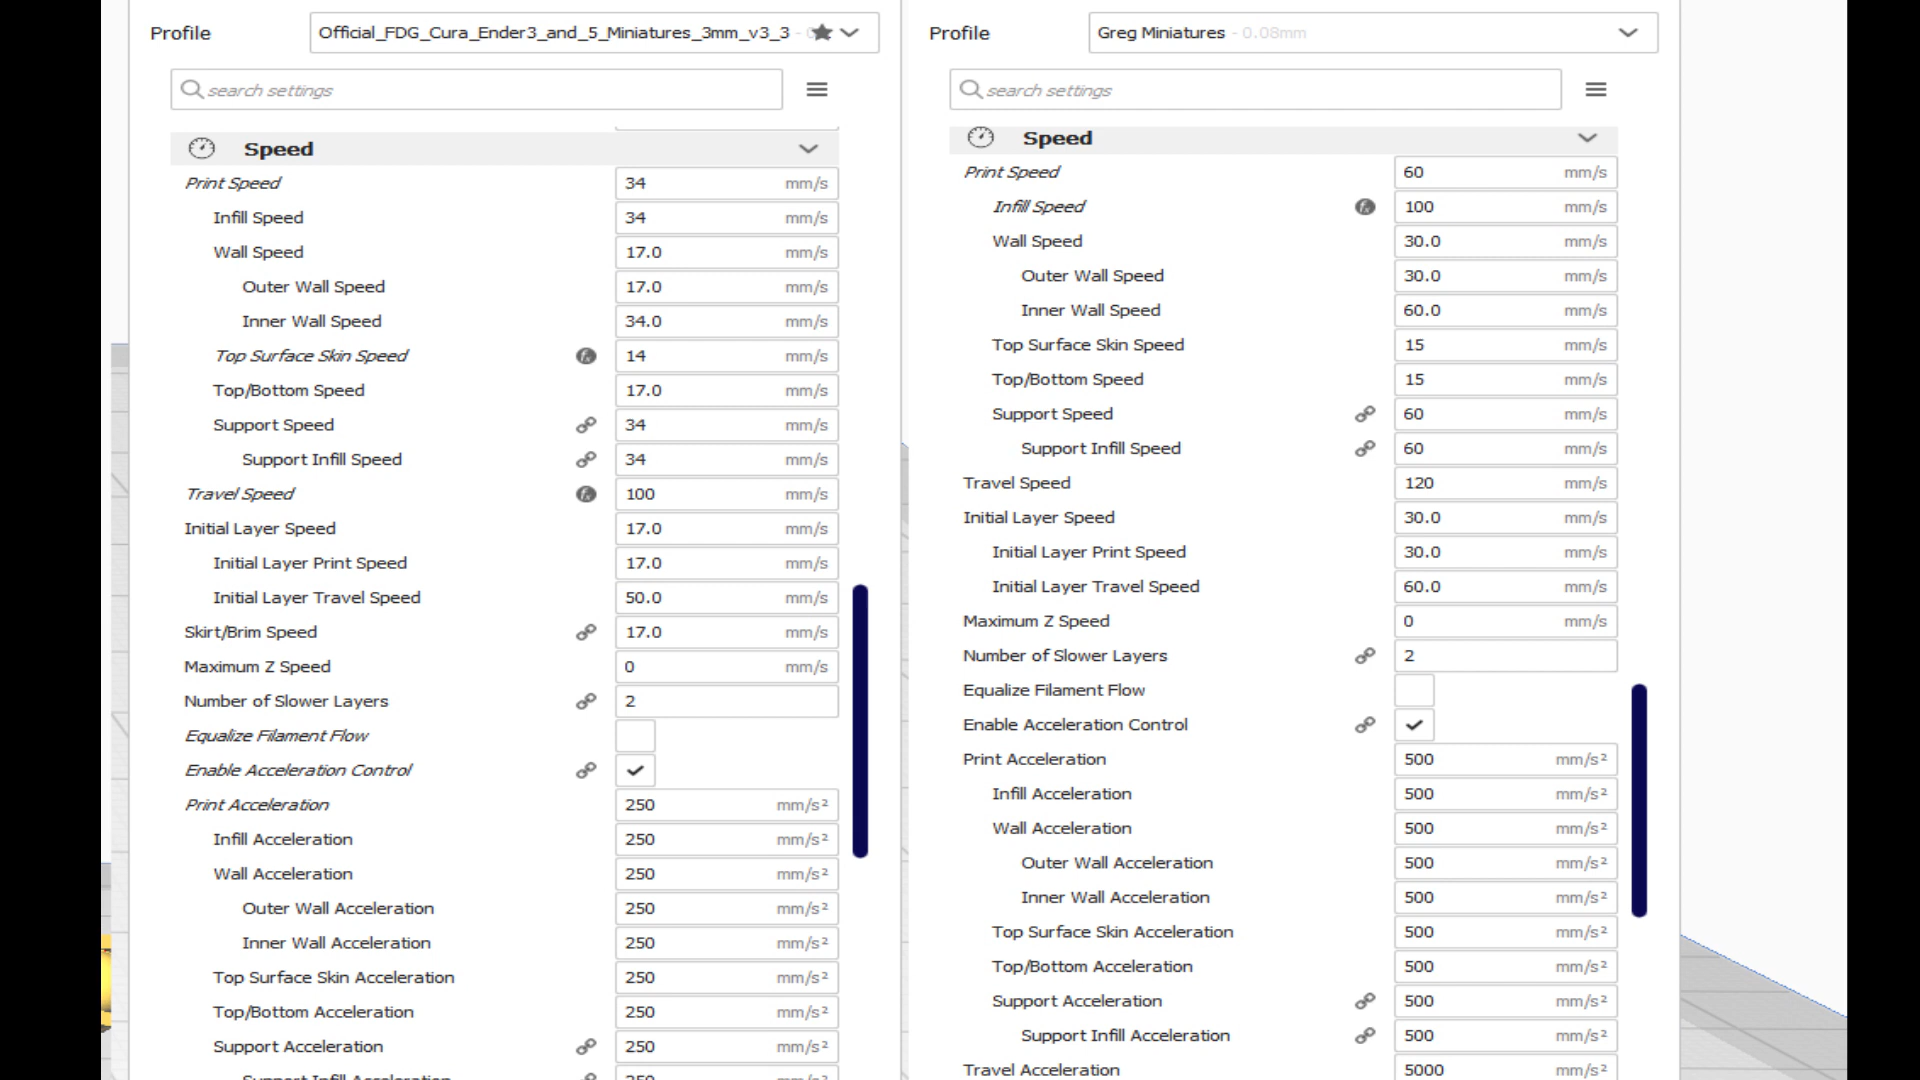 Profile
Official_FDG_Cura_Ender3_and_5_Miniatures_3mm_v3_3 -
search settings
Speed
Print Speed 34 mm/s
Infill Speed 34 mm/s
Wall Speed 17.0 mm/s
Outer Wall Speed 17.0 mm/s
Inner Wall Speed 34.0 mm/s
Top Surface Skin Speed 14 mm/s
Top/Bottom Speed 17.0 mm/s
Support Speed 34 mm/s
Support Infill Speed 34 mm/s
Travel Speed 100 mm/s
Initial Layer Speed 17.0 mm/s
Initial Layer Print Speed 17.0 mm/s
Initial Layer Travel Speed 50.0 mm/s
Skirt/Brim Speed 17.0 mm/s
Maximum Z Speed 0 mm/s
Number of Slower Layers 2
Equalize Filament Flow
Enable Acceleration Control
Print Acceleration 250 mm/s²
Infill Acceleration 250 mm/s²
Wall Acceleration 250 mm/s²
Outer Wall Acceleration 250 mm/s²
Inner Wall Acceleration 250 mm/s²
Top Surface Skin Acceleration 250 mm/s²
Top/Bottom Acceleration 250 mm/s²
Support Acceleration 250 mm/s²
Support Infill Acceleration 250 mm/s²
Profile
Greg Miniatures - 0.08mm
search settings
Speed
Print Speed 60 mm/s
Infill Speed 100 mm/s
Wall Speed 30.0 mm/s
Outer Wall Speed 30.0 mm/s
Inner Wall Speed 60.0 mm/s
Top Surface Skin Speed 15 mm/s
Top/Bottom Speed 15 mm/s
Support Speed 60 mm/s
Support Infill Speed 60 mm/s
Travel Speed 120 mm/s
Initial Layer Speed 30.0 mm/s
Initial Layer Print Speed 30.0 mm/s
Initial Layer Travel Speed 60.0 mm/s
Maximum Z Speed 0 mm/s
Number of Slower Layers 2
Equalize Filament Flow
Enable Acceleration Control
Print Acceleration 500 mm/s²
Infill Acceleration 500 mm/s²
Wall Acceleration 500 mm/s²
Outer Wall Acceleration 500 mm/s²
Inner Wall Acceleration 500 mm/s²
Top Surface Skin Acceleration 500 mm/s²
Top/Bottom Acceleration 500 mm/s²
Support Acceleration 500 mm/s²
Support Infill Acceleration 500 mm/s²
Travel Acceleration 5000 mm/s²